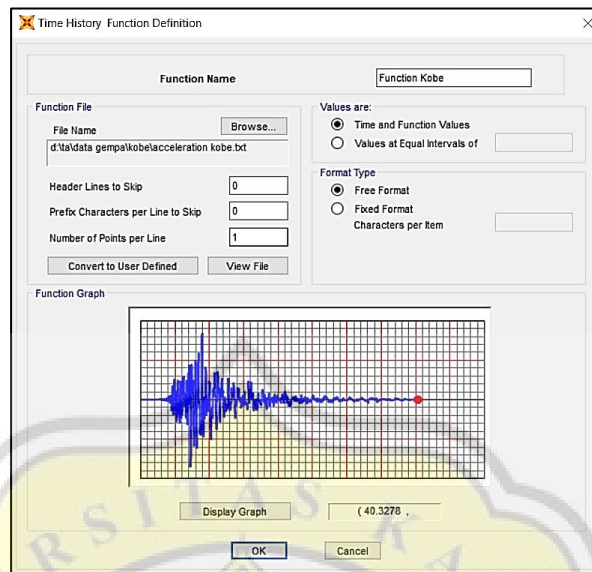 Time History Function Definition
Function Name
Function Kobe
Function File
File Name
Browse...
d:\ta\data gempa\kobe\acceleration kobe.txt
Header Lines to Skip
0
Prefix Characters per Line to Skip
0
Number of Points per Line
1
Convert to User Defined
View File
Values are:
Time and Function Values
Values at Equal Intervals of
Format Type
Free Format
Fixed Format
Characters per Item
Function Graph
Display Graph
( 40.3278 ,
OK
Cancel
RSITAS K A